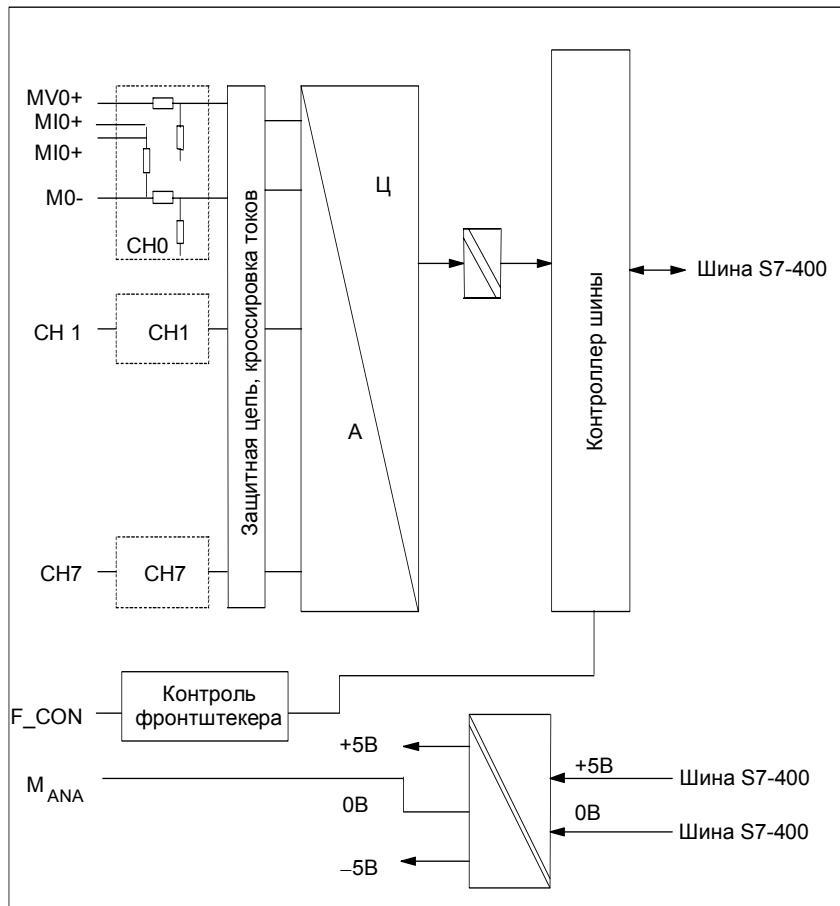 MV0+
MI0+
MI0+
M0-
CH0
CH 1
CH1
CH7
CH7
Защитная цепь, кроссировка токов
Ц
А
Контроллер шины
Шина S7-400
F_CON
Контроль
фронтштекера
M ANA
+5В
0В
–5В
+5В
Шина S7-400
0В
Шина S7-400